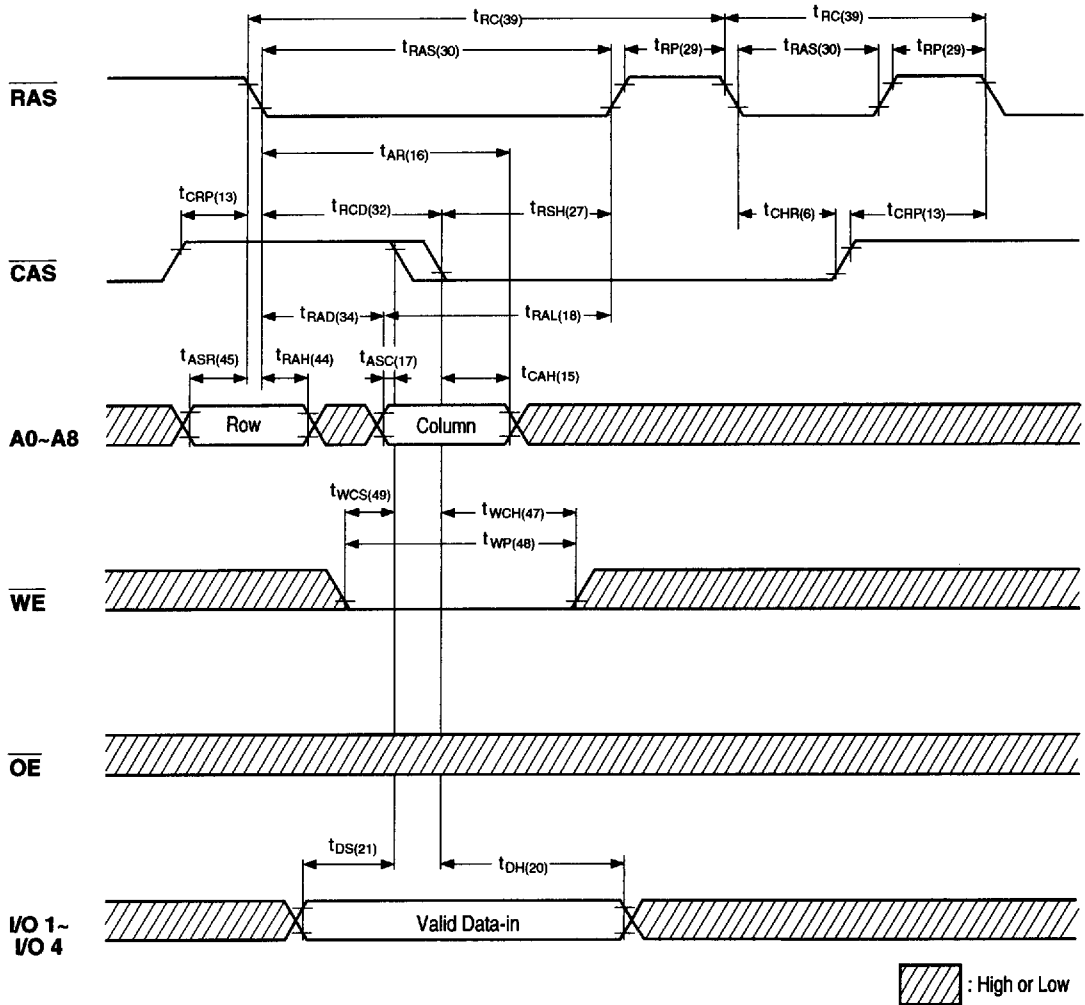 tRC(39) tRC(39)
tRAS(30) tRP(29) tRAS(30) tRP(29)
RAS
tAR(16)
tCRP(13) tRCD(32) tRSH(27) tCHR(6) tCRP(13)
CAS
tRAD(34) tRAL(18)
tASR(45) tRAH(44) tASC(17) tCAH(15)
A0~A8 Row Column
tWCS(49) tWCH(47)
tWP(48)
WE
OE
tDS(21) tDH(20)
I/O 1~
I/O 4
Valid Data-in
: High or Low